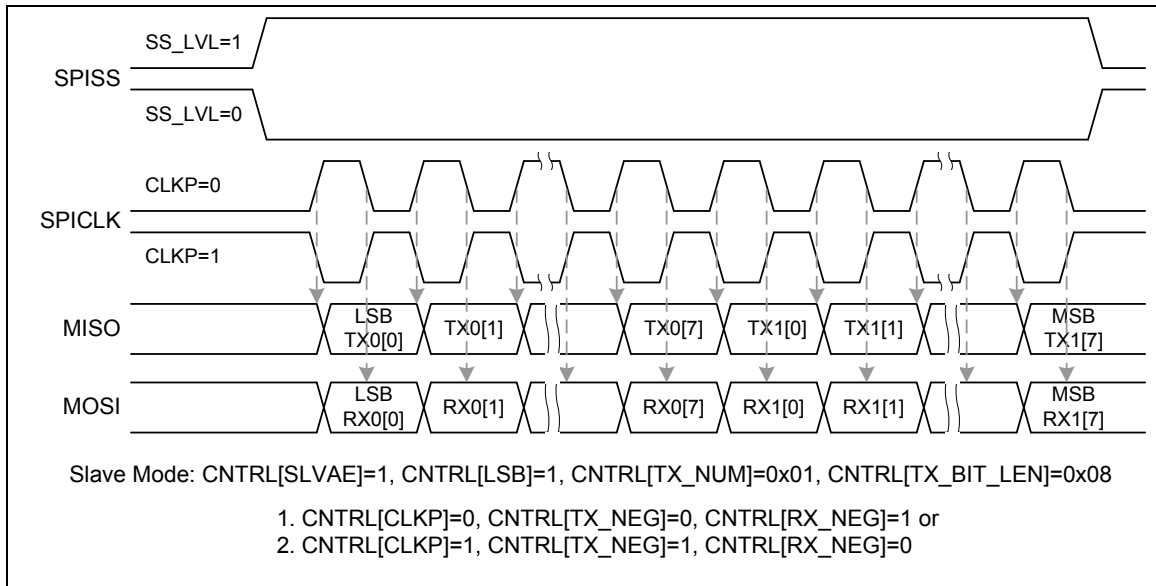 SS_LVL=1
SPISS
SS_LVL=0
CLKP=0
SPICLK
CLKP=1
MISO
LSB
TX0[0]
TX0[1]
TX0[7]
TX1[0]
TX1[1]
MSB
TX1[7]
MOSI
LSB
RX0[0]
RX0[1]
RX0[7]
RX1[0]
RX1[1]
MSB
RX1[7]
Slave Mode: CNTRL[SLVAE]=1, CNTRL[LSB]=1, CNTRL[TX_NUM]=0x01, CNTRL[TX_BIT_LEN]=0x08
1. CNTRL[CLKP]=0, CNTRL[TX_NEG]=0, CNTRL[RX_NEG]=1 or
2. CNTRL[CLKP]=1, CNTRL[TX_NEG]=1, CNTRL[RX_NEG]=0